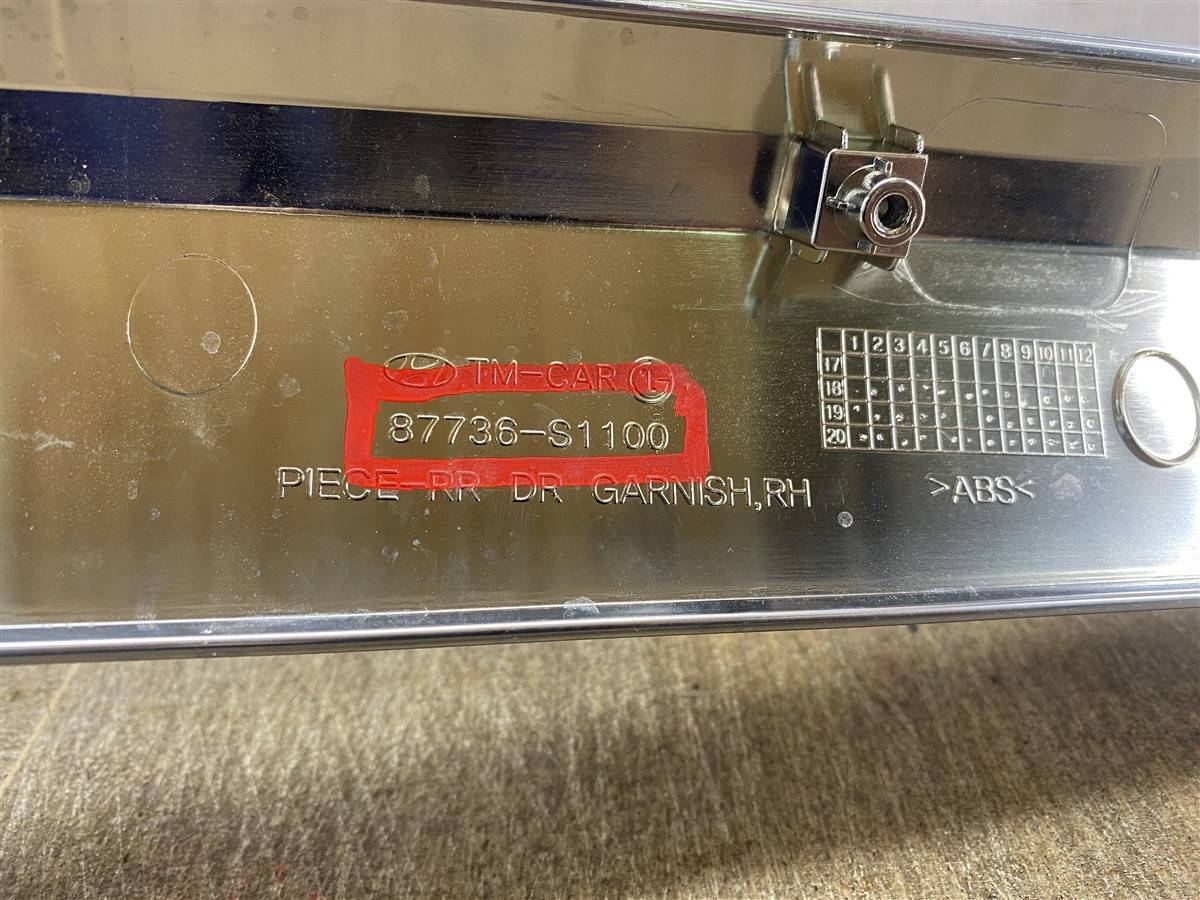 TM-CAR 1
87736-S1100
PIECE-RR DR GARNISH,RH
1 2 3 4 5 6 7 8 9 10 11 12
17
18
19
20
>ABS<